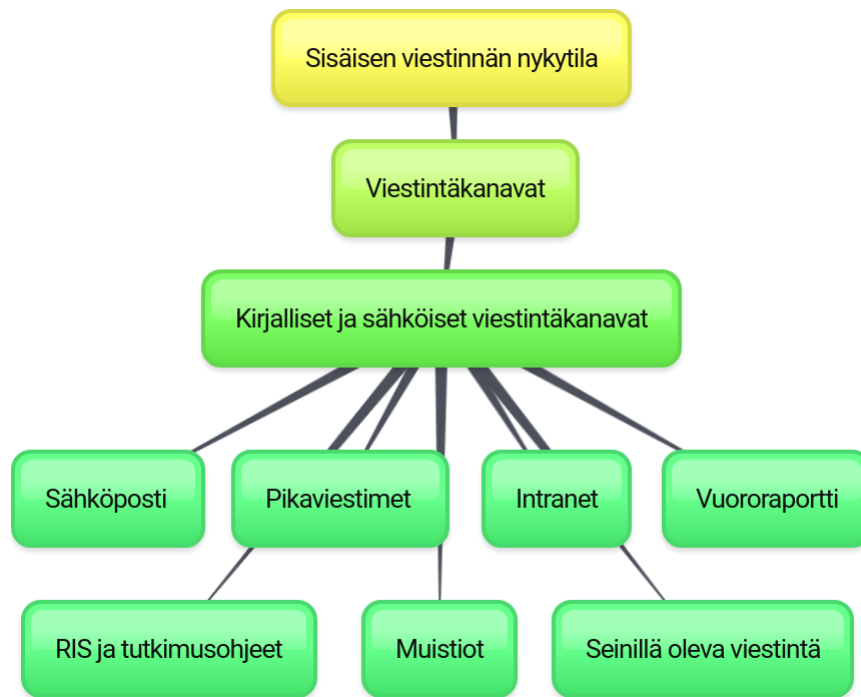 Sisäisen viestinnän nykytila
Viestintäkanavat
Kirjalliset ja sähköiset viestintäkanavat
Sähköposti
Pikaviestimet
Intranet
Vuororaportti
RIS ja tutkimusohjeet
Muistiot
Seinillä oleva viestintä